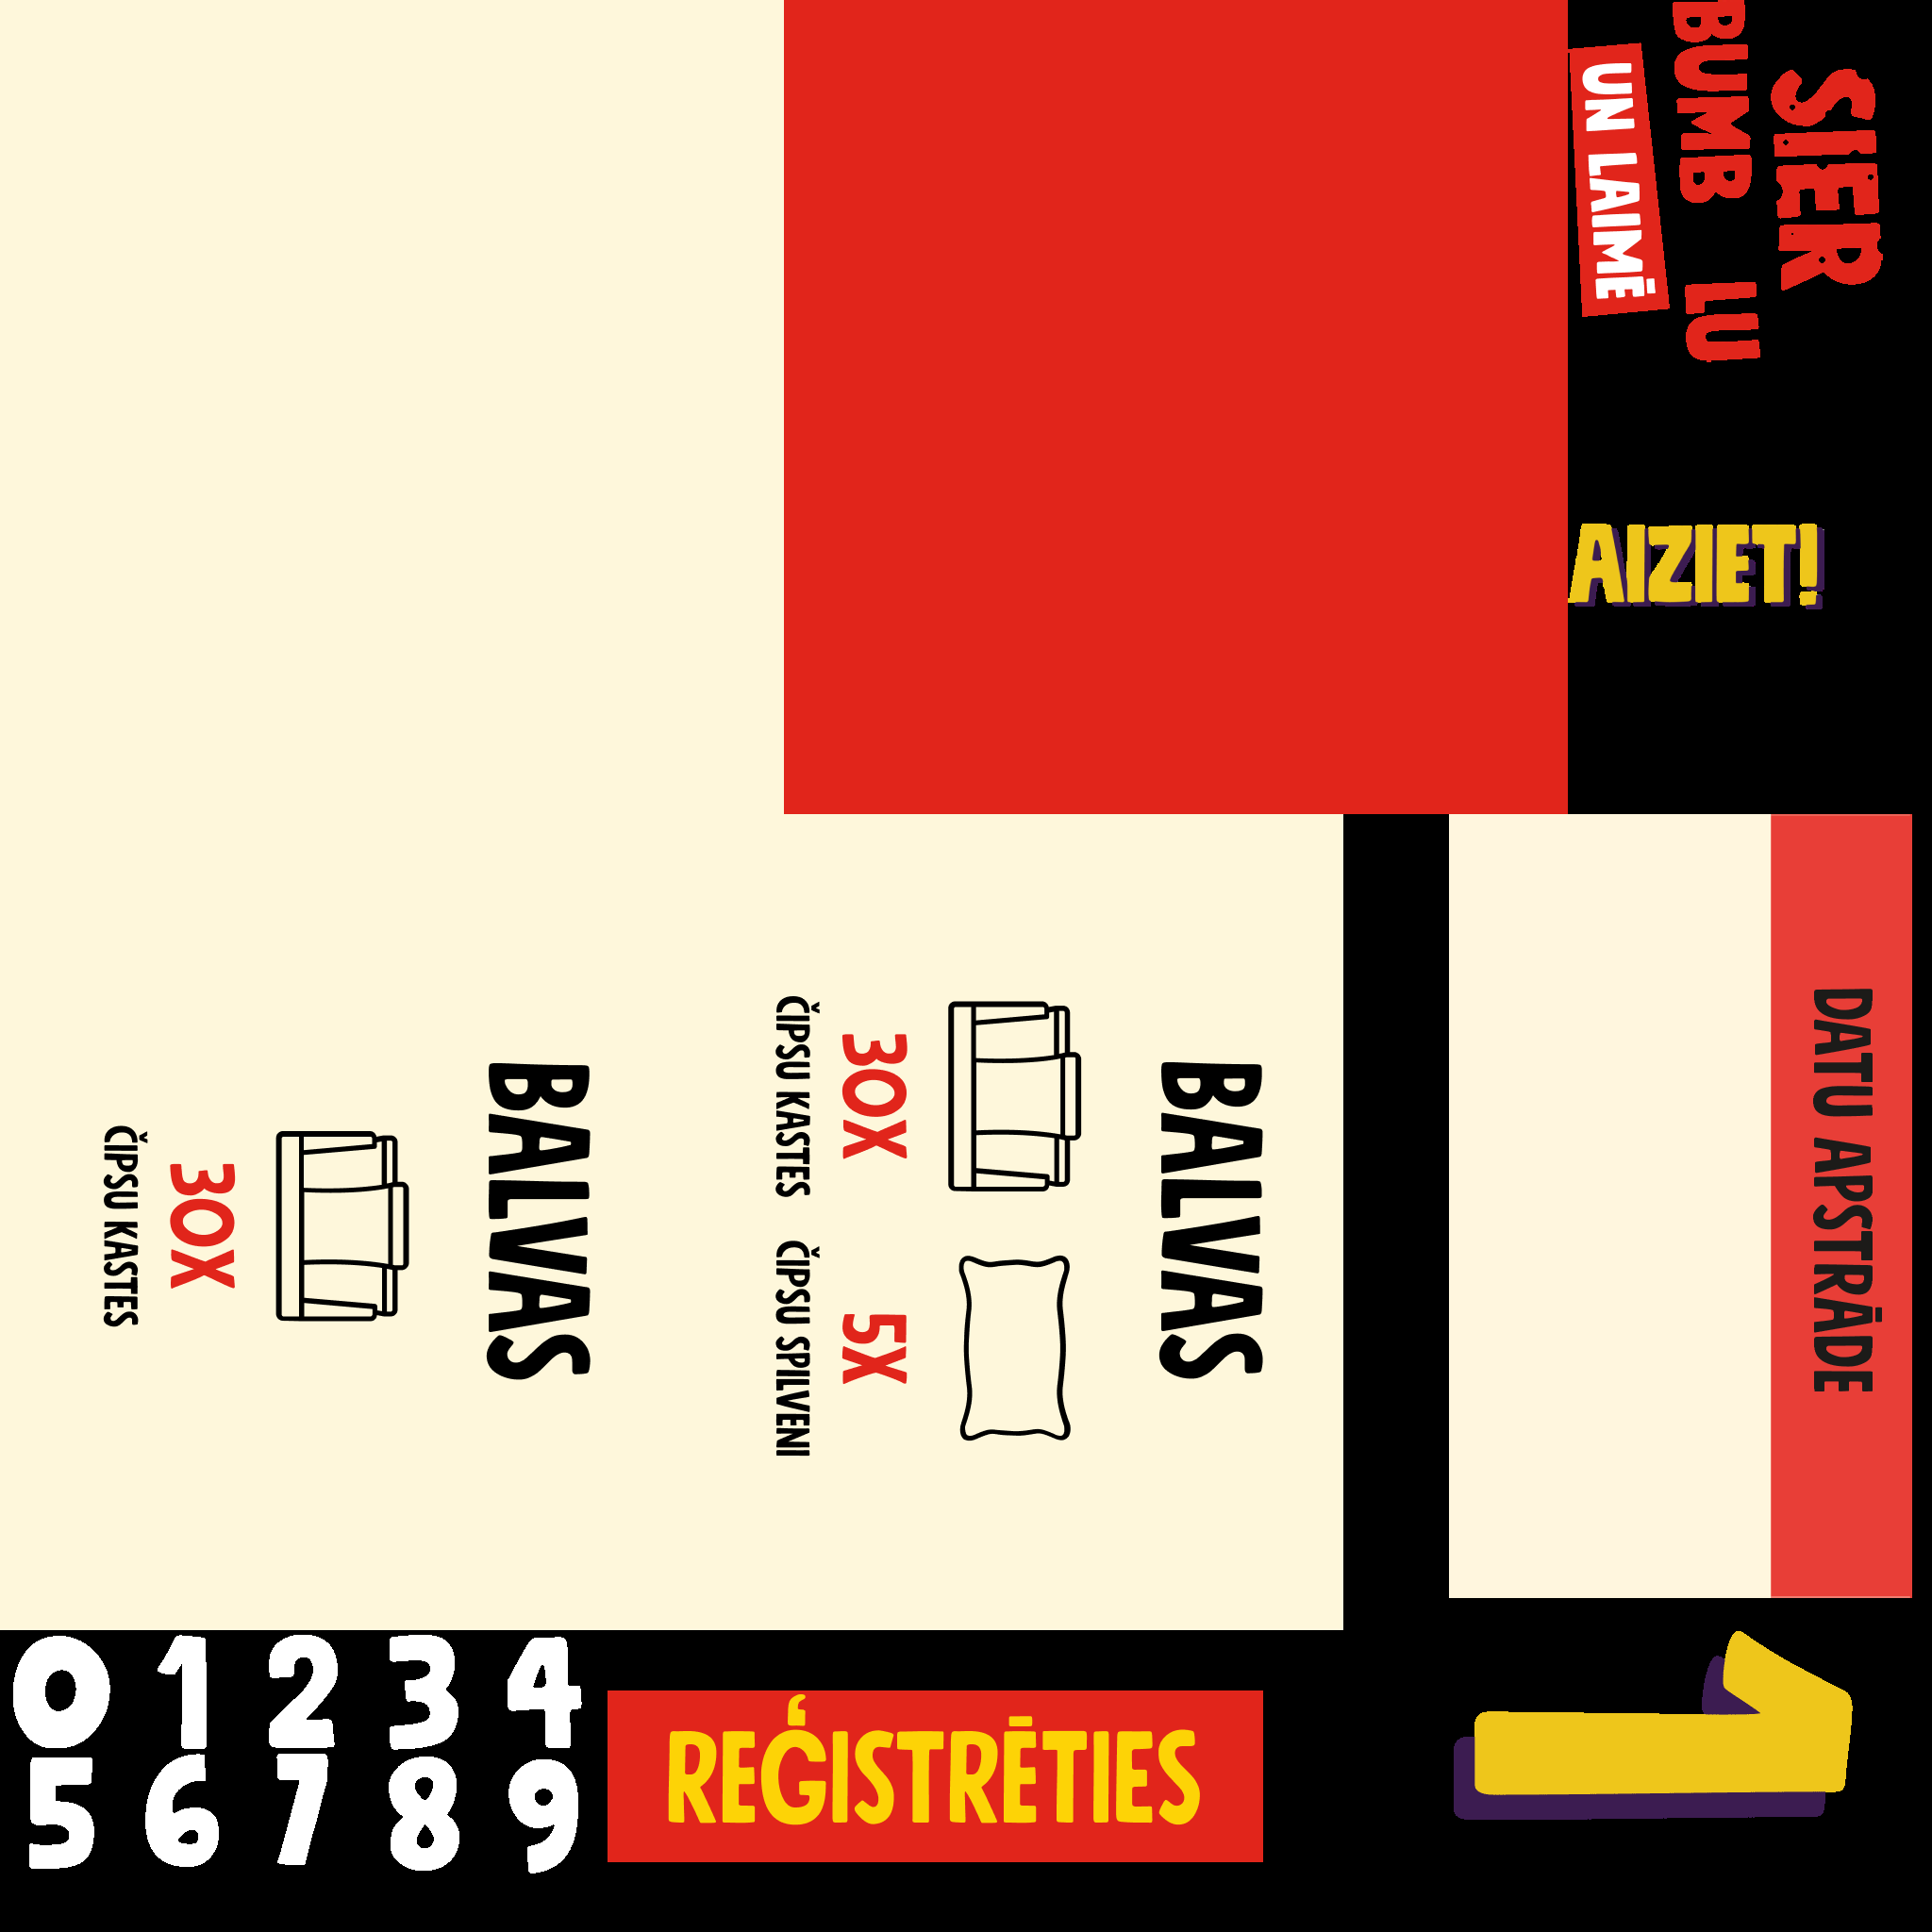 SIER
BUMB LU
UN LAIMĒ
AIZIET!
BALVAS
30X
ČIPSU KASTES
BALVAS
30X
5X
ČIPSU KASTES
ČIPSU SPILVENI
DATU APSTRĀDE
0 1 2 3 4
5 6 7 8 9
REĢISTRĒTIES